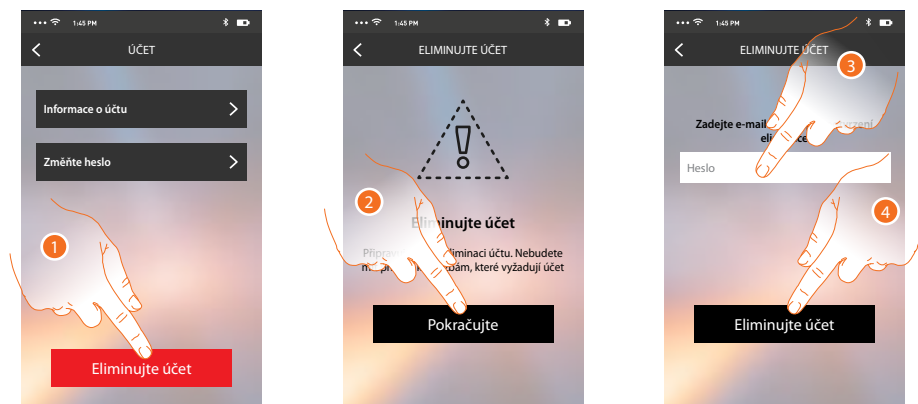 1:45 PM
ÚČET
Informace o účtu
Změňte heslo
1
Eliminujte účet
1:45 PM
ELIMINUJTE ÚČET
2
Eliminujte účet
účtu. Nebudete
které vyžadují účet
Pokračujte
1:45 PM
ELIMINUJTE ÚČET
3
Zadejte e-mail
Heslo
4
Eliminujte účet